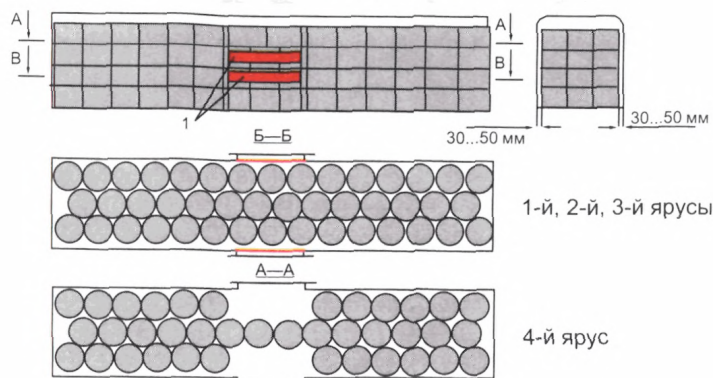 А
В
1
А
В
30...50 мм
30...50 мм
Б—Б
1-й, 2-й, 3-й ярусы
А—А
4-й ярус